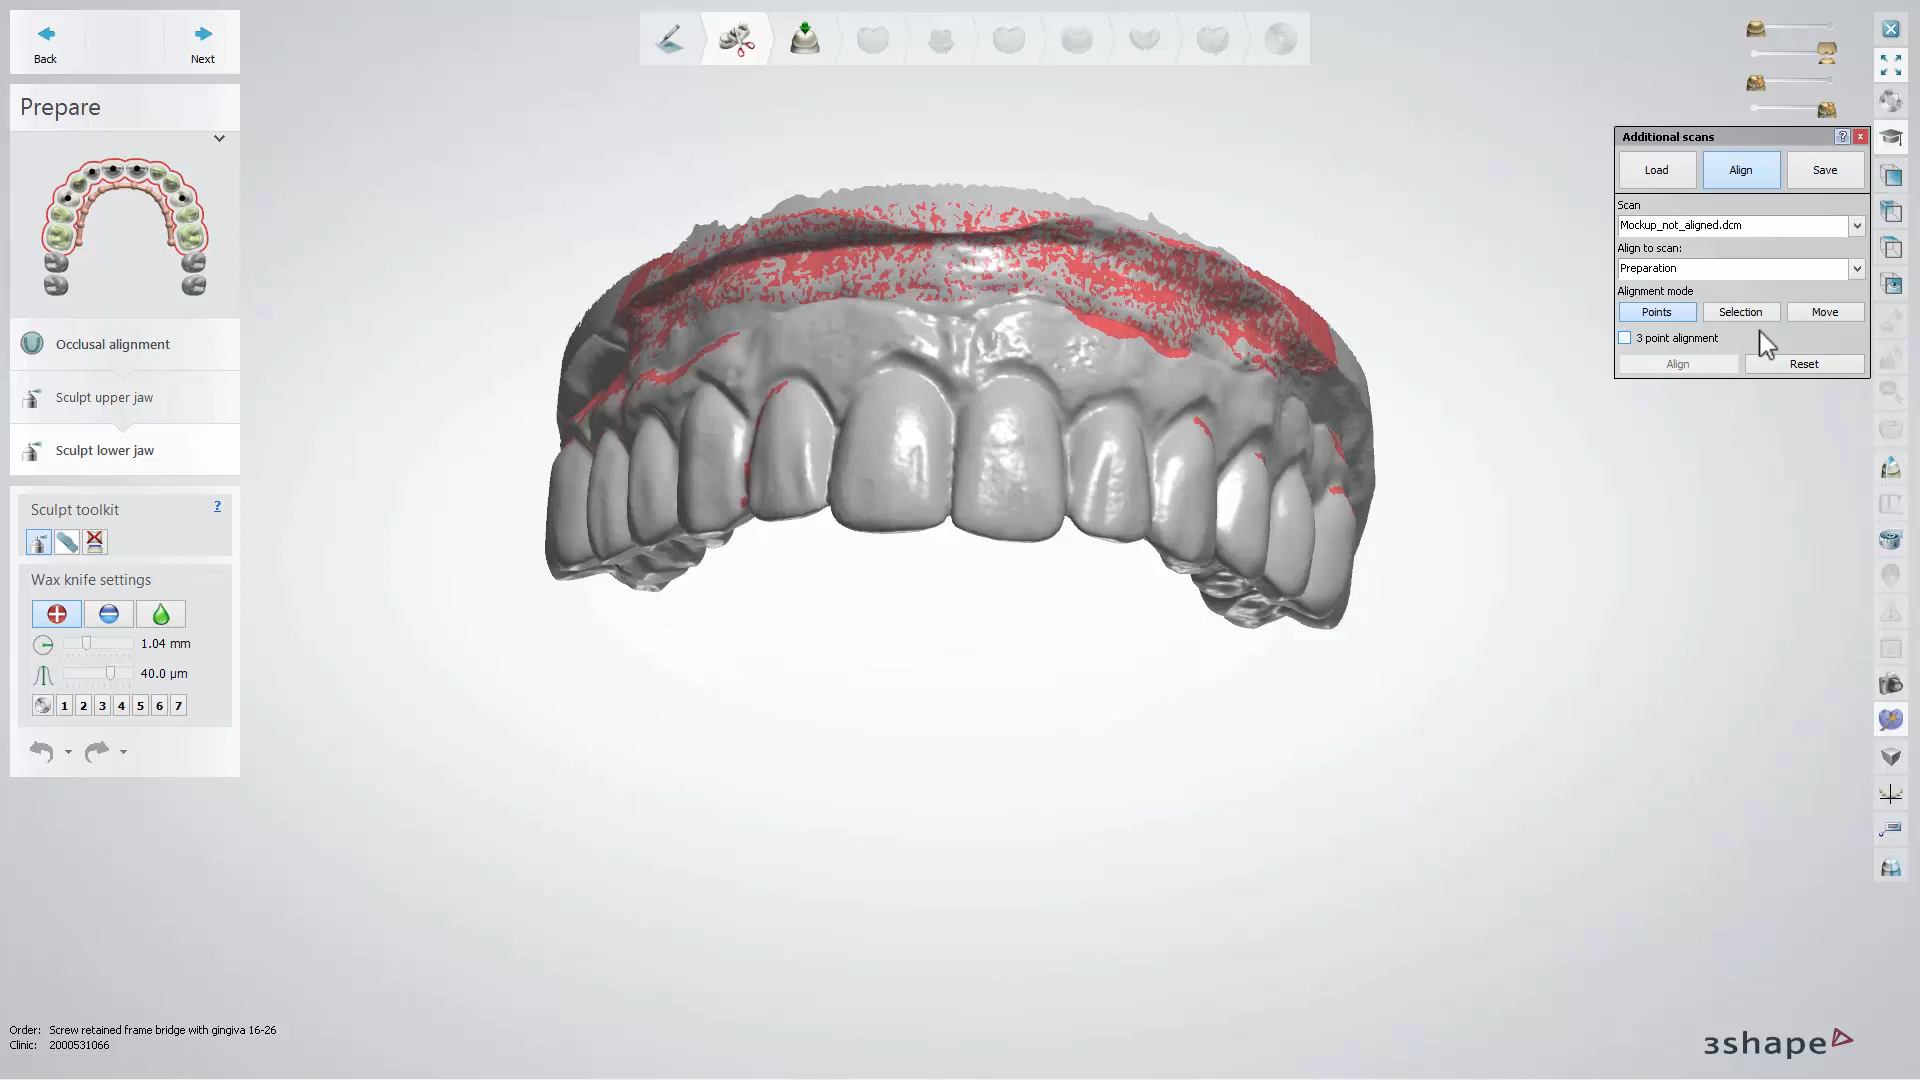 Back
Next
Prepare
Occlusal alignment
Sculpt upper jaw
Sculpt lower jaw
Sculpt toolkit
?
Wax knife settings
1.04 mm
40.0 µm
1 2 3 4 5 6 7
Additional scans
?
Load Align Save
Scan
Mockup_not_aligned.dcm
Align to scan:
Preparation
Alignment mode
Points Selection Move
3 point alignment
Align Reset
Order: Screw retained frame bridge with gingiva 16-26
Clinic: 2000531066
3shape